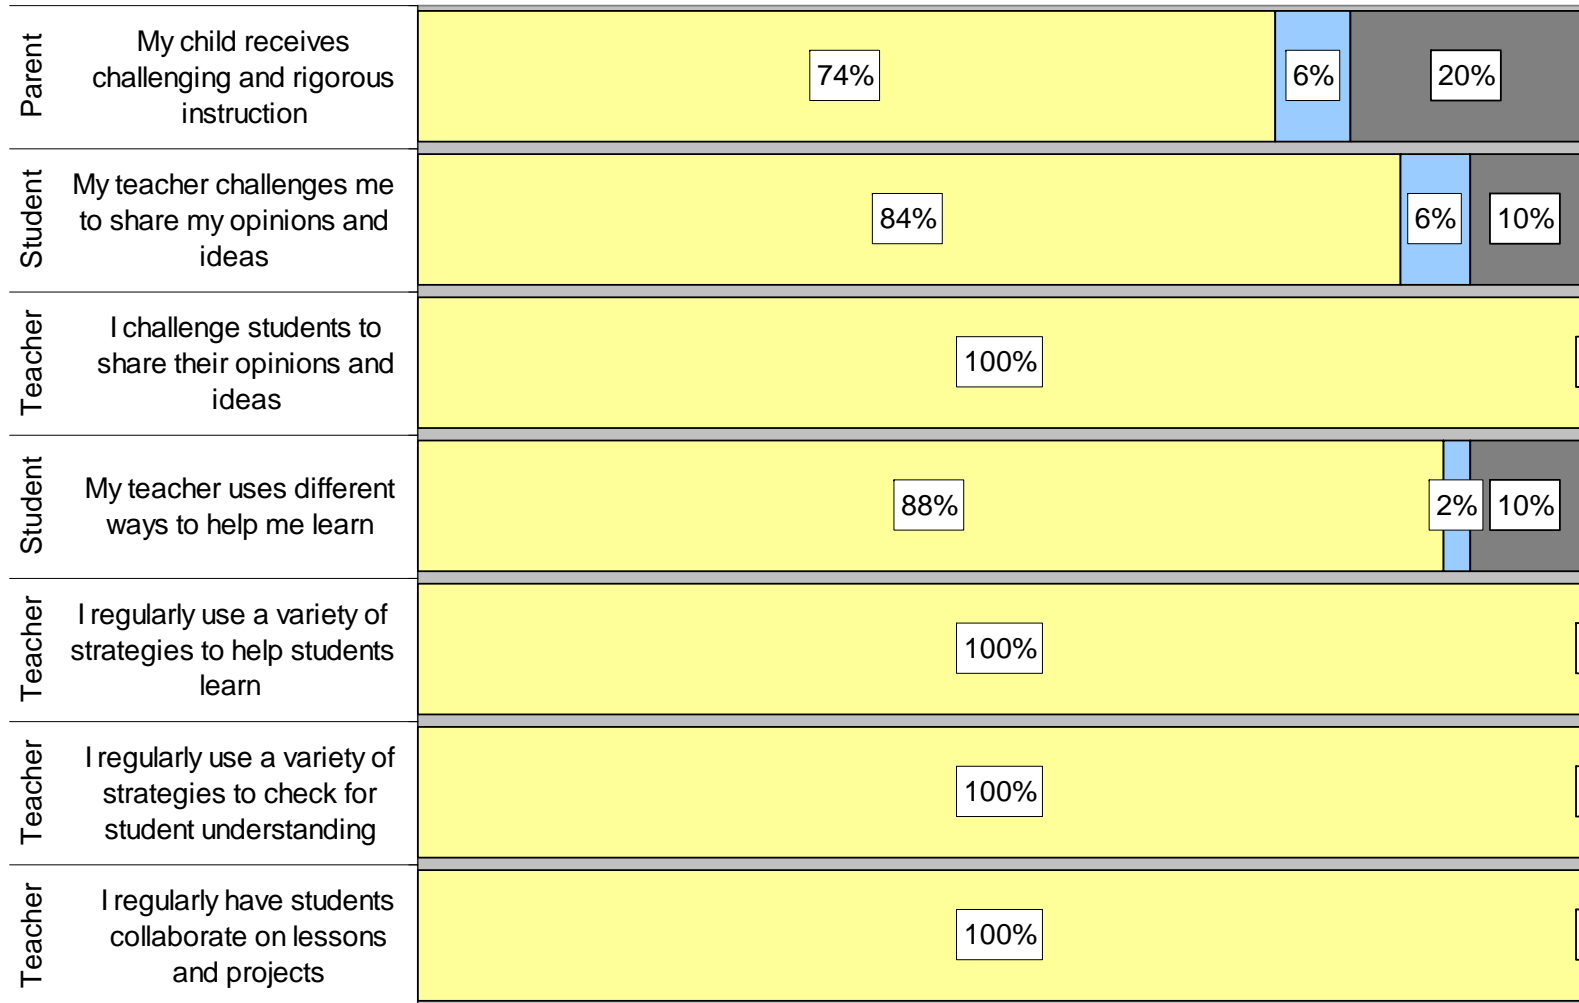 Parent
My child receives
challenging and rigorous
instruction
74%
6%
20%
Student
My teacher challenges me
to share my opinions and
ideas
84%
6%
10%
Teacher
I challenge students to
share their opinions and
ideas
100%
Student
My teacher uses different
ways to help me learn
88%
2%
10%
Teacher
I regularly use a variety of
strategies to help students
learn
100%
Teacher
I regularly use a variety of
strategies to check for
student understanding
100%
Teacher
I regularly have students
collaborate on lessons
and projects
100%